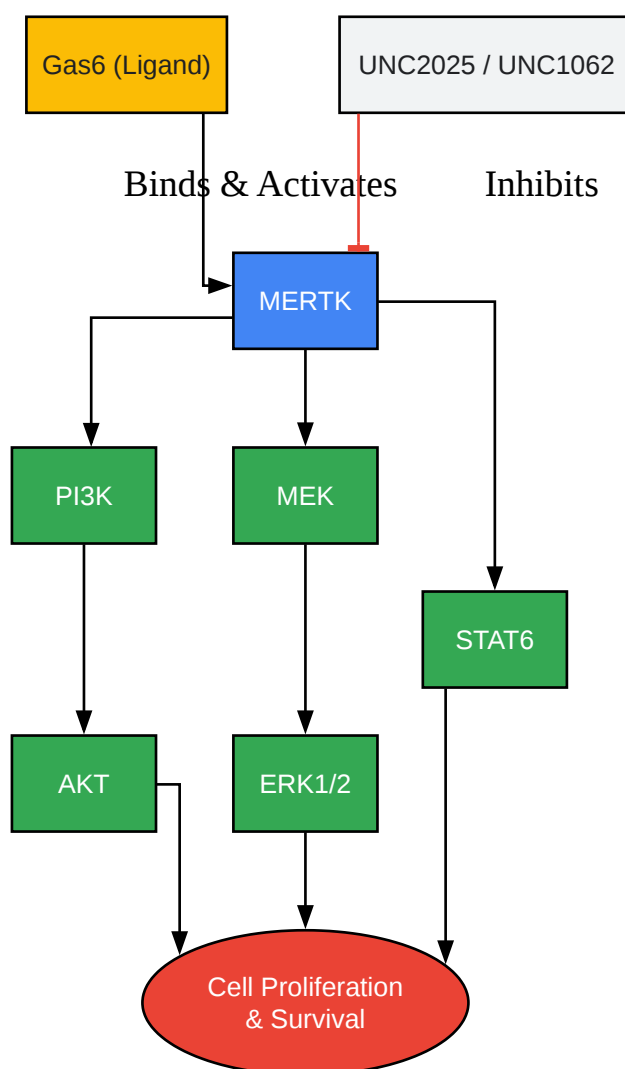 Gas6 (Ligand)
UNC2025 / UNC1062
Binds & Activates
Inhibits
MERTK
PI3K
MEK
STAT6
AKT
ERK1/2
Cell Proliferation
& Survival